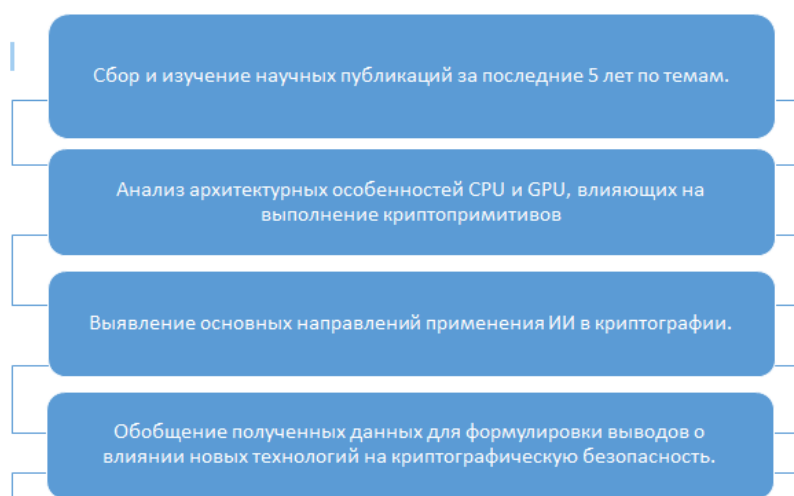 Сбор и изучение научных публикаций за последние 5 лет по темам.
Анализ архитектурных особенностей CPU и GPU, влияющих на
выполнение криптопримитивов
Выявление основных направлений применения ИИ в криптографии.
Обобщение полученных данных для формулировки выводов о
влиянии новых технологий на криптографическую безопасность.